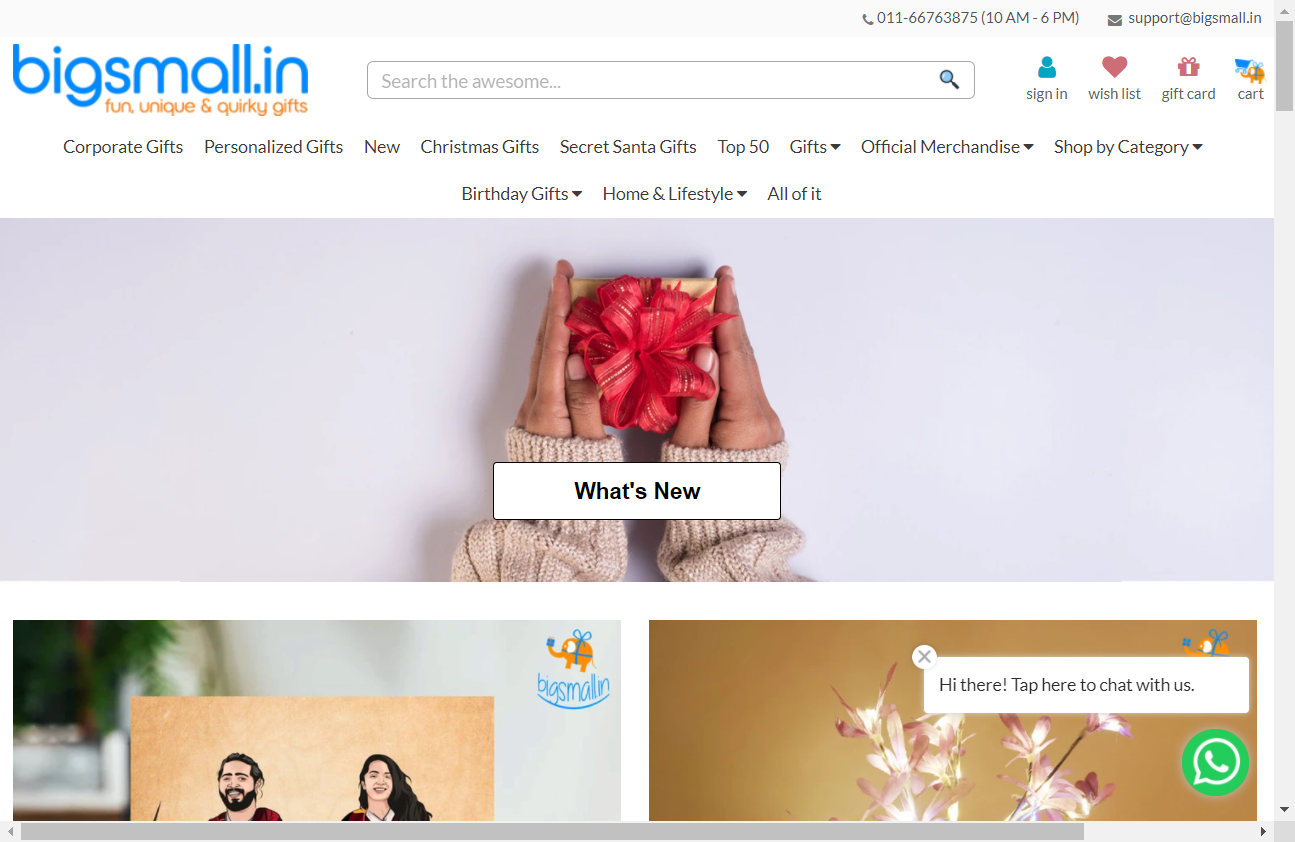 011-66763875 (10 AM - 6 PM) support@bigsmall.in
bigsmall.in
fun, unique & quirky gifts
Search the awesome...
sign in wish list gift card cart
Corporate Gifts Personalized Gifts New Christmas Gifts Secret Santa Gifts Top 50 Gifts Official Merchandise Shop by Category
Birthday Gifts Home & Lifestyle All of it
What's New
bigsmall.in
Hi there! Tap here to chat with us.